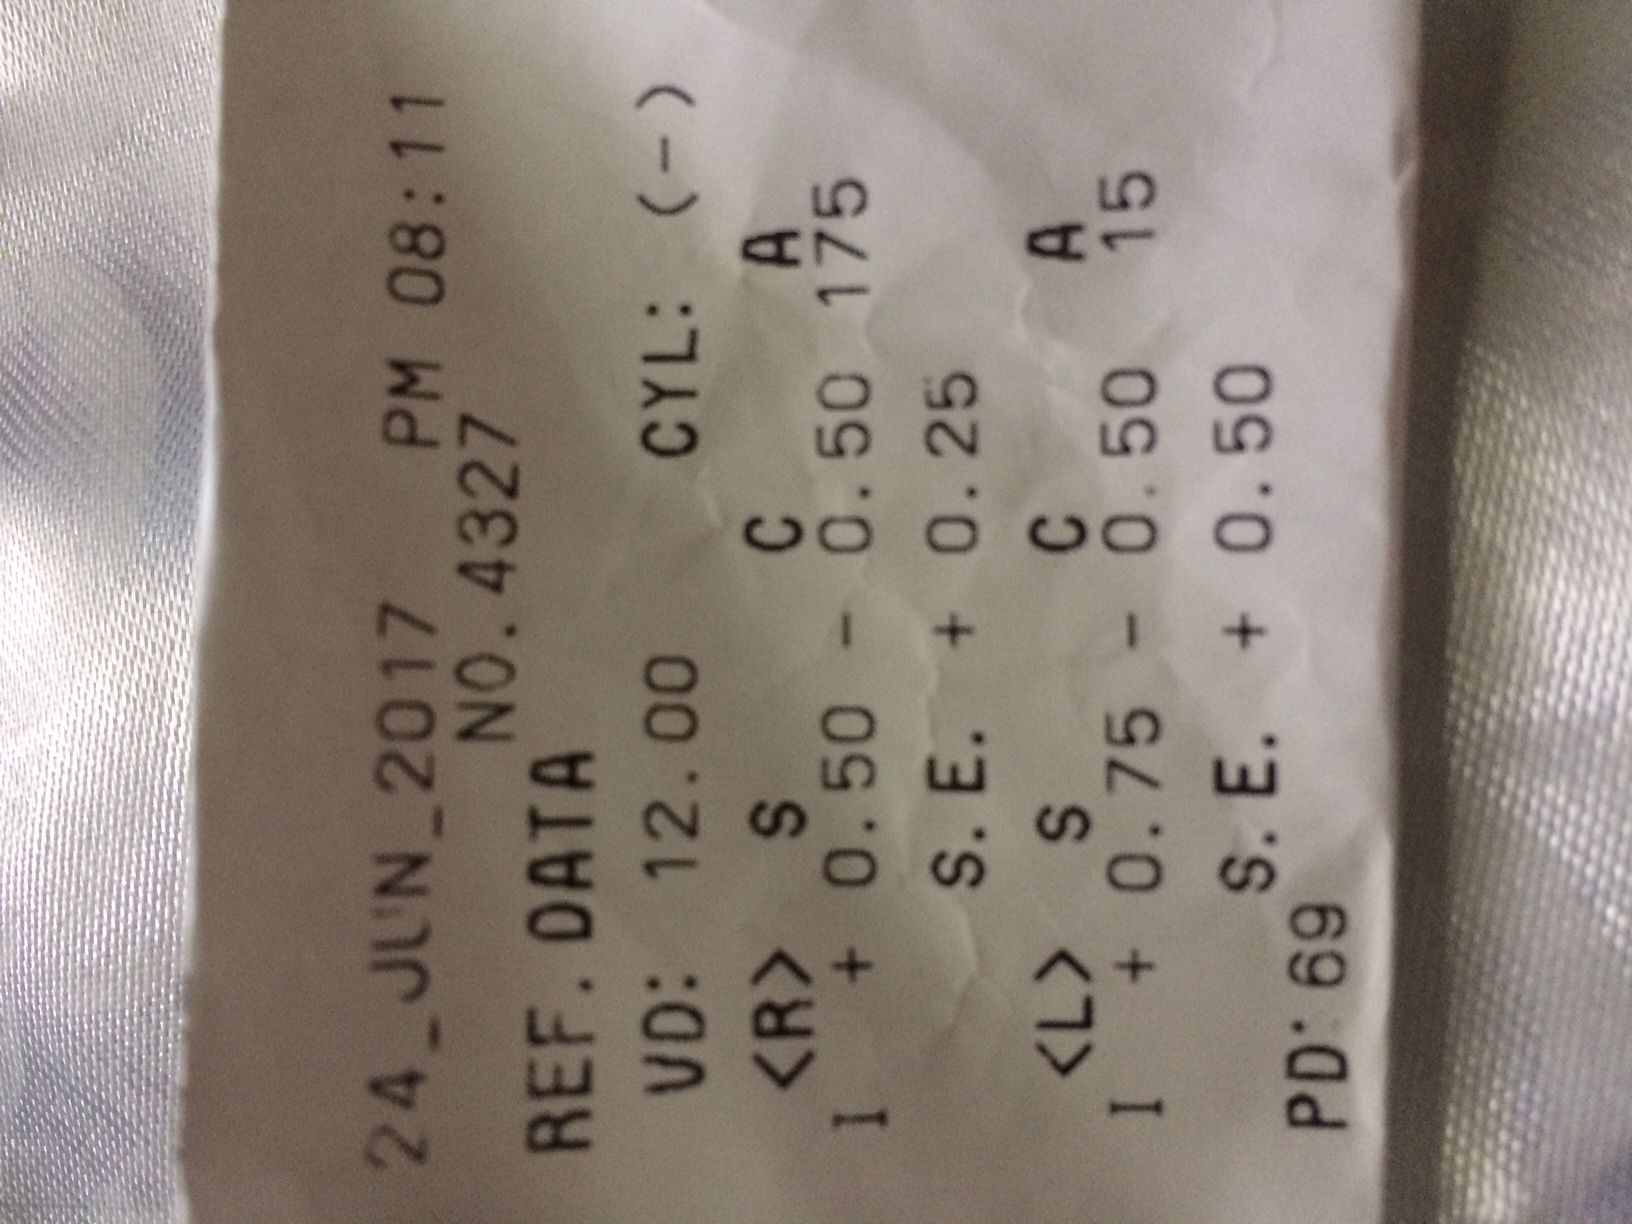 24_JUN_2017 PM 08:11
NO.4327
REF.DATA
VD: 12.00 CYL: (-)
<R> S C A
I + 0.50 - 0.50 175
S.E. + 0.25
<L> S C A
I + 0.75 - 0.50 15
S.E. + 0.50
PD:69